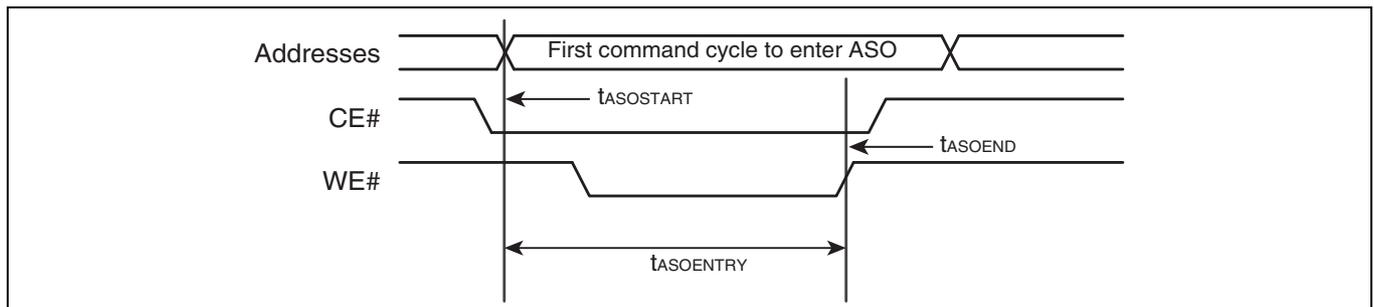 Addresses
First command cycle to enter ASO
tASOSTART
CE#
tASOEND
WE#
tASOENTRY